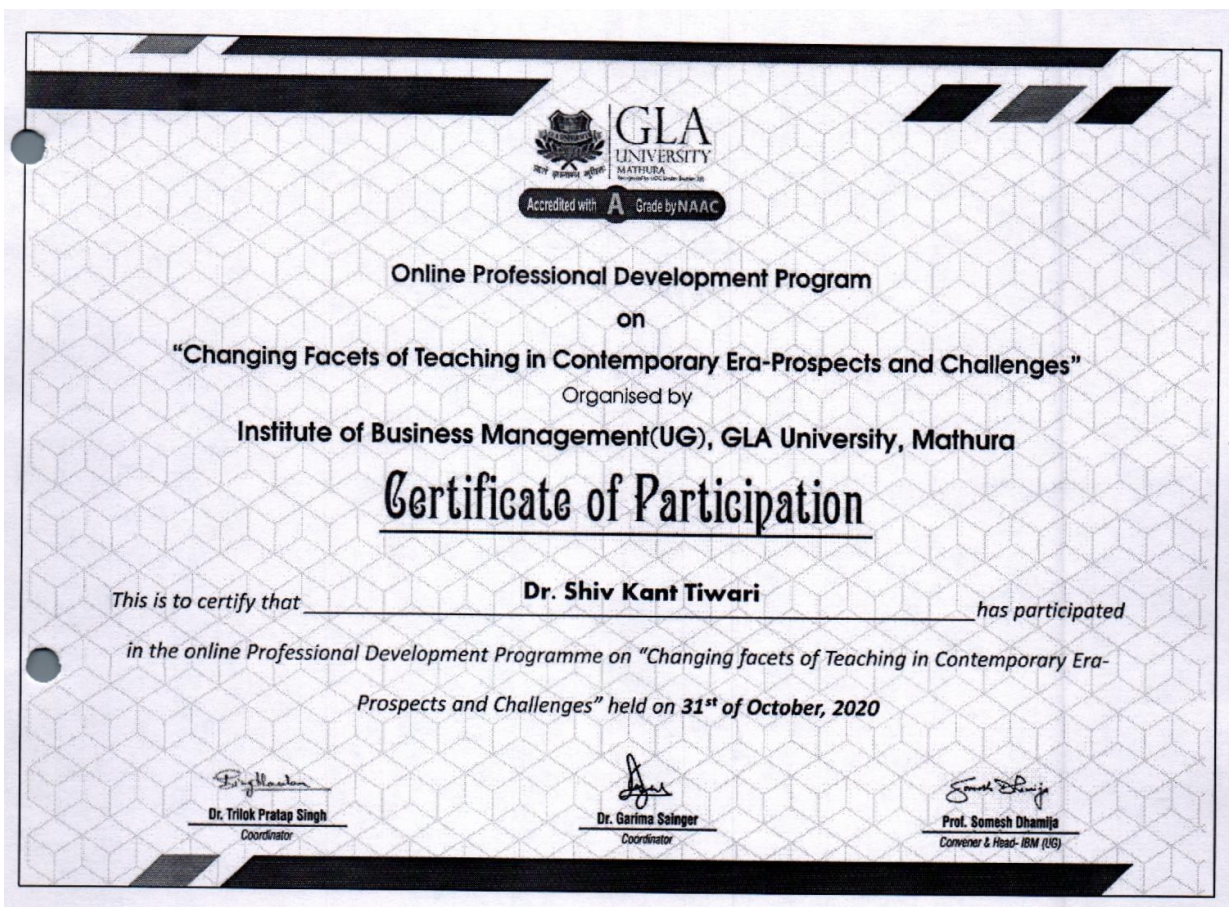 GLA
UNIVERSITY
MATHURA
Accredited with A Grade by NAAC
Online Professional Development Program
on
“Changing Facets of Teaching in Contemporary Era-Prospects and Challenges”
Organised by
Institute of Business Management(UG), GLA University, Mathura
Certificate of Participation
This is to certify that Dr. Shiv Kant Tiwari has participated
in the online Professional Development Programme on “Changing facets of Teaching in Contemporary Era-
Prospects and Challenges” held on 31st of October, 2020
Dr. Trilok Pratap Singh
Coordinator
Dr. Garima Sainger
Coordinator
Somesh Dhamija
Prof. Somesh Dhamija
Convener & Head- IBM (UG)